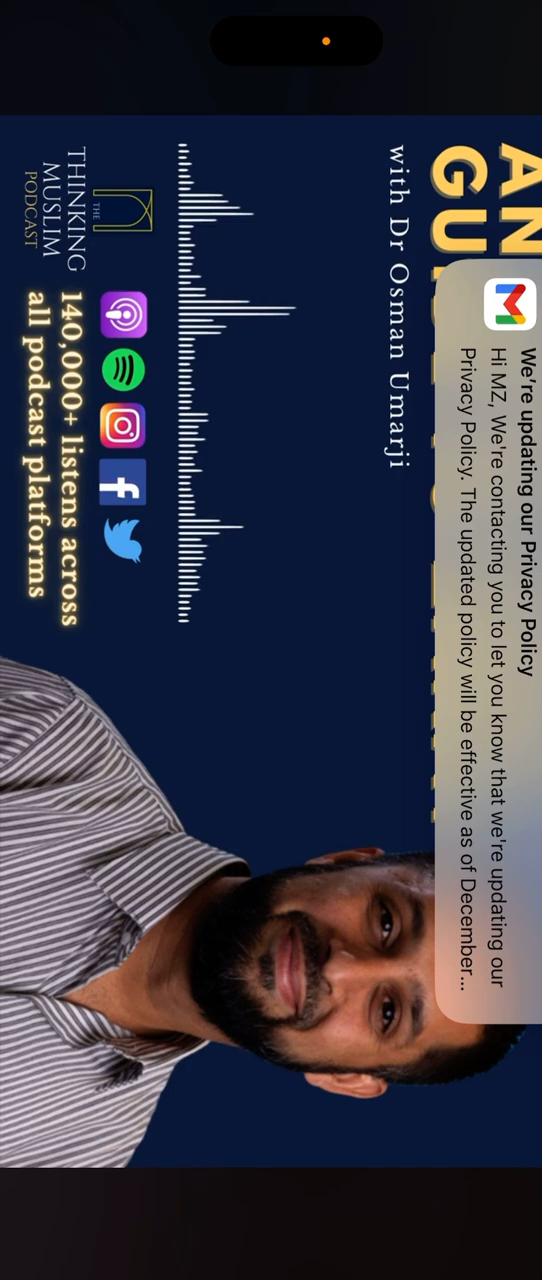 We're updating our Privacy Policy
Hi MZ, We're contacting you to let you know that we're updating our
Privacy Policy. The updated policy will be effective as of December...
AN
GU
with Dr Osman Umarji
THE
THINKING
MUSLIM
PODCAST
140,000+ listens across
all podcast platforms